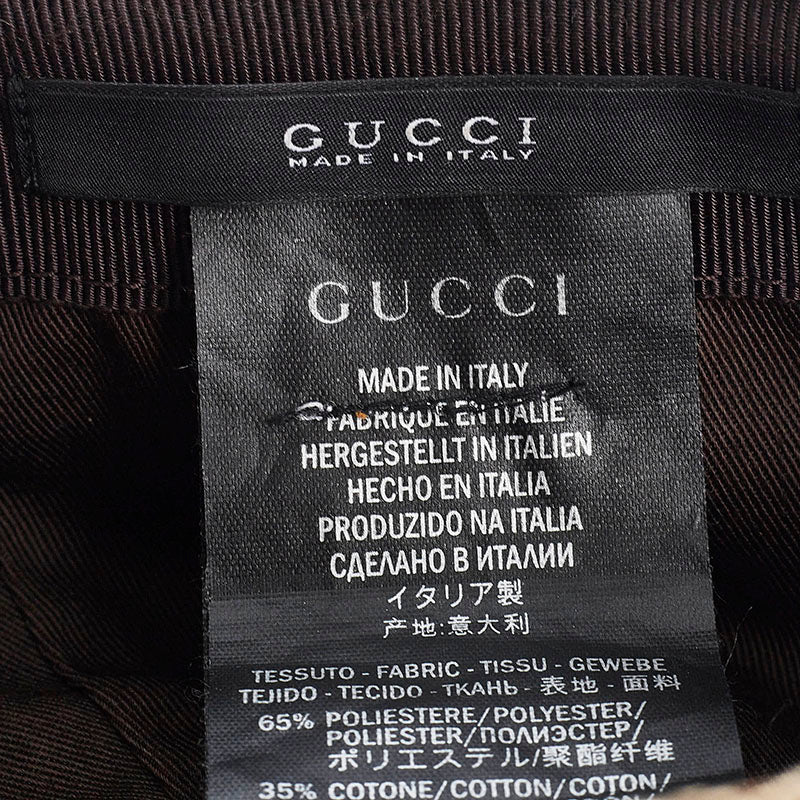 GUCCI
MADE IN ITALY
GUCCI
MADE IN ITALY
FABRIQUÉ EN ITALIE
HERGESTELLT IN ITALIEN
HECHO EN ITALIA
PRODUZIDO NA ITALIA
СДЕЛАНО В ИТАЛИИ
イタリア製
产地:意大利
TESSUTO - FABRIC - TISSU - GEWEBE
TEJIDO - TECIDO - ТКАНЬ - 表地 - 面料
65% POLIESTERE/POLYESTER/
POLIESTER/ПОЛИЭСТЕР/
ポリエステル/聚酯纤维
35% COTONE/COTTON/COTON/